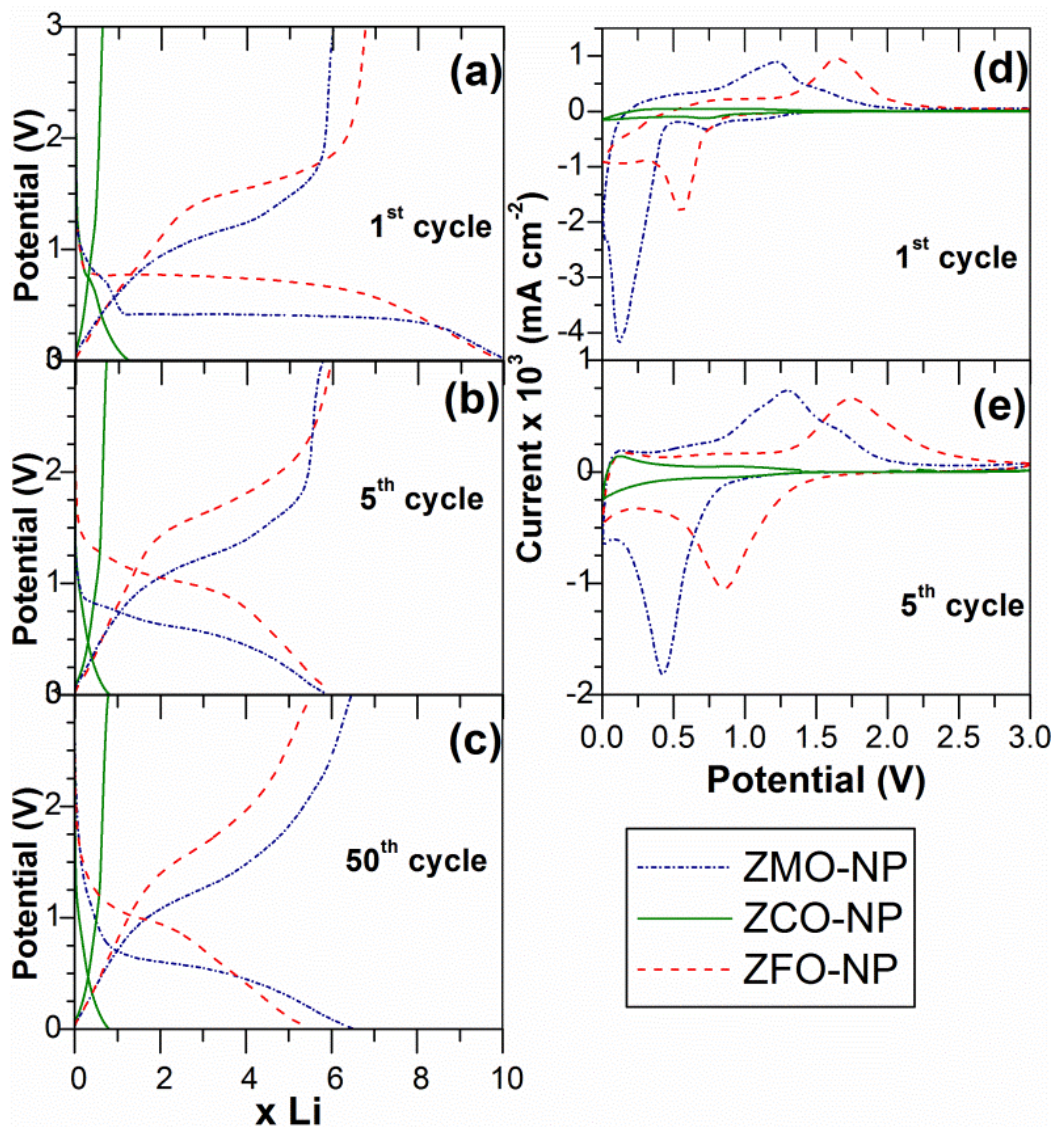 3
2
1
3
Potential (V)
(a)
1st cycle
2
1
3
Potential (V)
(b)
5th cycle
2
1
0
Potential (V)
(c)
50th cycle
0 2 4 6 8 10
x Li
1
0
-1
-2
-3
-4
1
(d)
1st cycle
0
-1
-2
(e)
5th cycle
Current x 10³ (mA cm⁻²)
0.0 0.5 1.0 1.5 2.0 2.5 3.0
Potential (V)
ZMO-NP
ZCO-NP
ZFO-NP